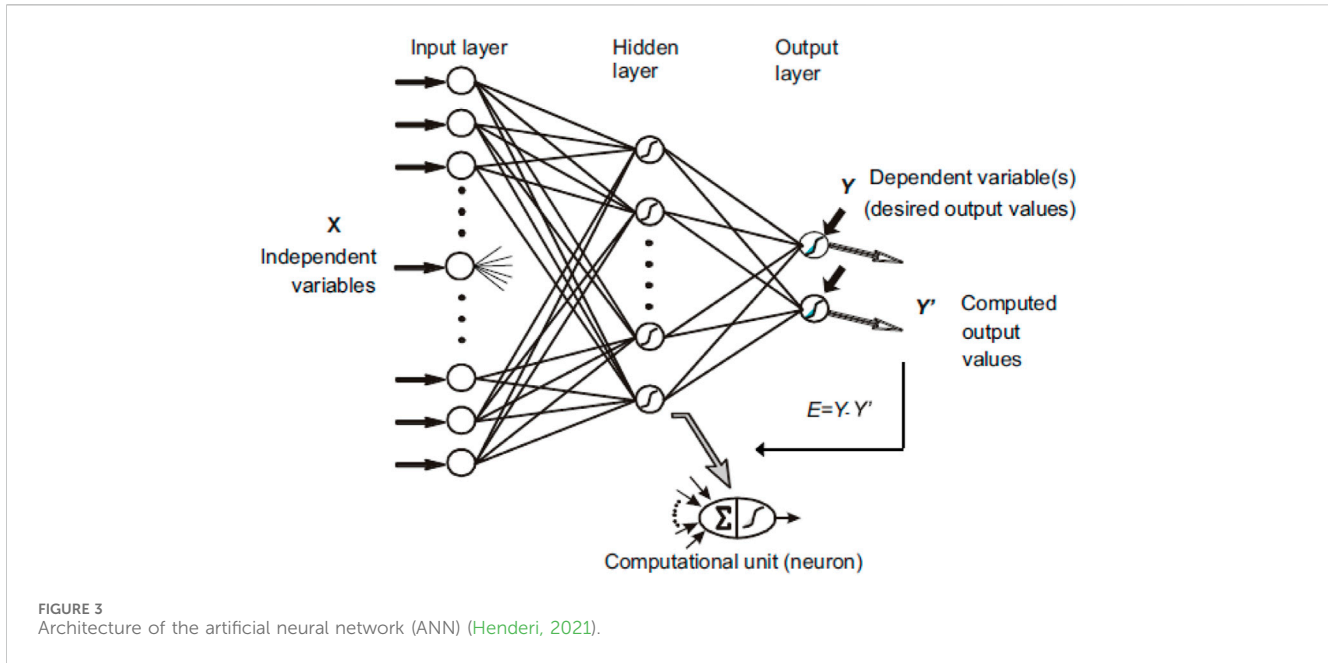 Input layer
Hidden
layer
Output
layer
X
Independent
variables
Y Dependent variable(s)
(desired output values)
Y' Computed
output
values
E=Y- Y'
Σ
Computational unit (neuron)
FIGURE 3
Architecture of the artificial neural network (ANN) (Henderi, 2021).